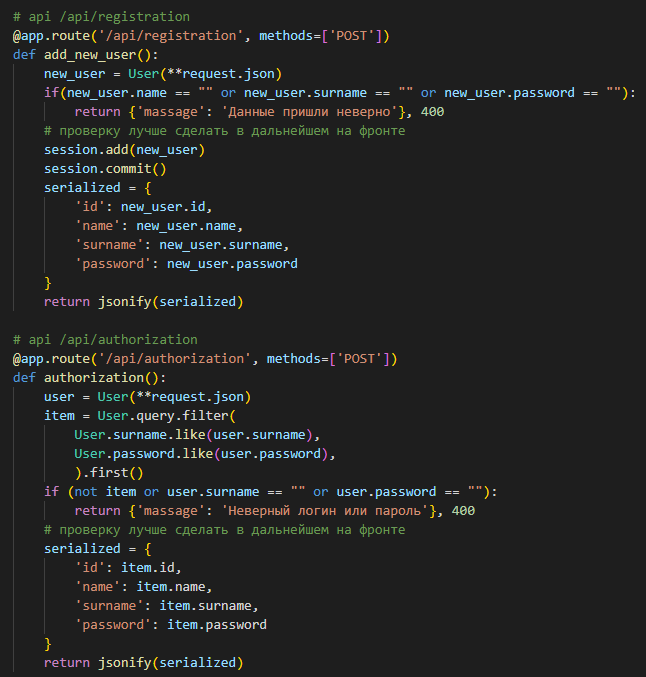 # api /api/registration
@app.route('/api/registration', methods=['POST'])
def add_new_user():
    new_user = User(**request.json)
    if(new_user.name == "" or new_user.surname == "" or new_user.password == ""):
        return {'massage': 'Данные пришли неверно'}, 400
    # проверку лучше сделать в дальнейшем на фронте
    session.add(new_user)
    session.commit()
    serialized = {
        'id': new_user.id,
        'name': new_user.name,
        'surname': new_user.surname,
        'password': new_user.password
    }
    return jsonify(serialized)

# api /api/authorization
@app.route('/api/authorization', methods=['POST'])
def authorization():
    user = User(**request.json)
    item = User.query.filter(
        User.surname.like(user.surname),
        User.password.like(user.password),
        ).first()
    if (not item or user.surname == "" or user.password == ""):
        return {'massage': 'Неверный логин или пароль'}, 400
    # проверку лучше сделать в дальнейшем на фронте
    serialized = {
        'id': item.id,
        'name': item.name,
        'surname': item.surname,
        'password': item.password
    }
    return jsonify(serialized)